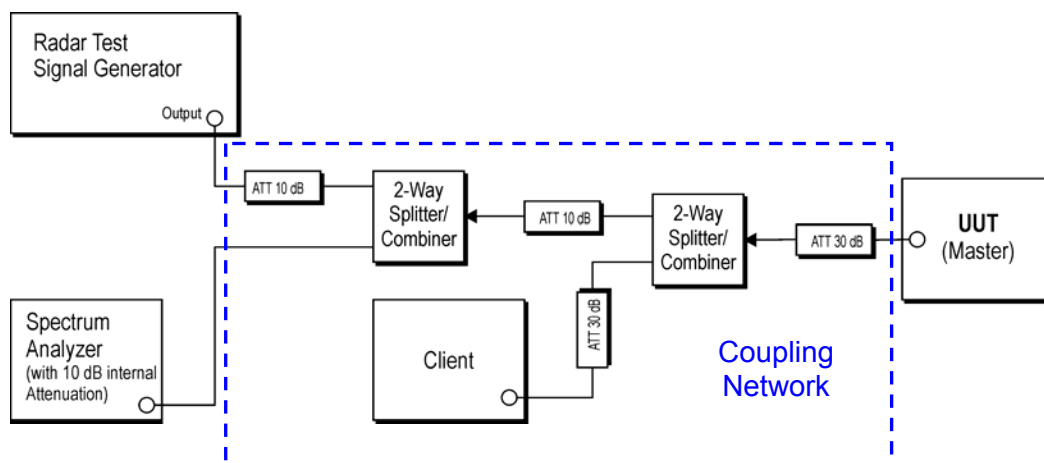 Radar Test
Signal Generator
Output
ATT 10 dB
2-Way
Splitter/
Combiner
ATT 10 dB
2-Way
Splitter/
Combiner
ATT 30 dB
UUT
(Master)
Spectrum
Analyzer
(with 10 dB internal
Attenuation)
Client
ATT 30 dB
Coupling
Network